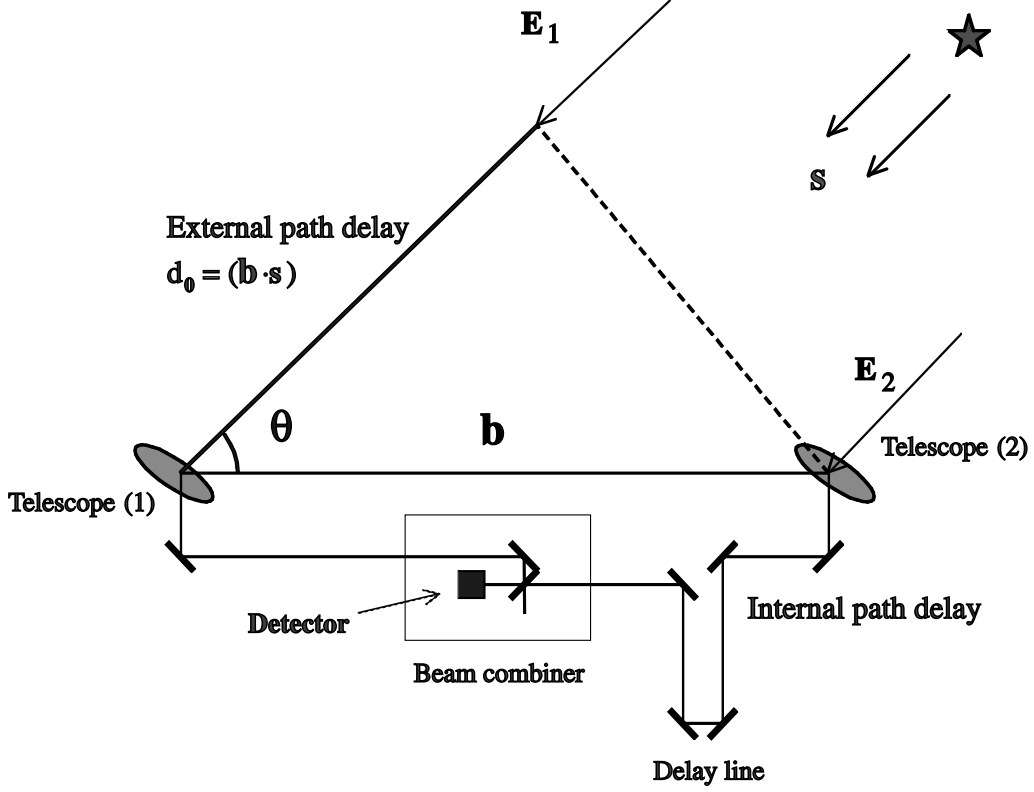 E₁
s
External path delay
d₀ = (b·s)
E₂
θ
b
Telescope (2)
Telescope (1)
Internal path delay
Detector
Beam combiner
Delay line